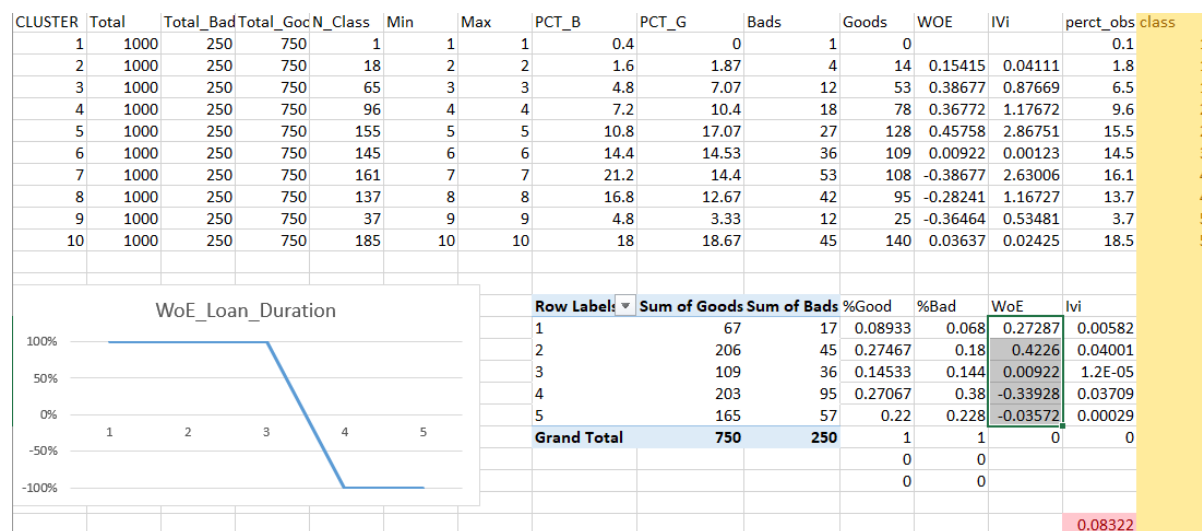 CLUSTER Total Total_Bad Total_Goo N_Class Min Max PCT_B PCT_G Bads Goods WOE IVi perct_obs class
1 1000 250 750 1 1 1 0.4 0 1 0 0.1
2 1000 250 750 18 2 2 1.6 1.87 4 14 0.15415 0.04111 1.8
3 1000 250 750 65 3 3 4.8 7.07 12 53 0.38677 0.87669 6.5
4 1000 250 750 96 4 4 7.2 10.4 18 78 0.36772 1.17672 9.6
5 1000 250 750 155 5 5 10.8 17.07 27 128 0.45758 2.86751 15.5
6 1000 250 750 145 6 6 14.4 14.53 36 109 0.00922 0.00123 14.5
7 1000 250 750 161 7 7 21.2 14.4 53 108 -0.38677 2.63006 16.1
8 1000 250 750 137 8 8 16.8 12.67 42 95 -0.28241 1.16727 13.7
9 1000 250 750 37 9 9 4.8 3.33 12 25 -0.36464 0.53481 3.7
10 1000 250 750 185 10 10 18 18.67 45 140 0.03637 0.02425 18.5
WoE_Loan_Duration
100%
50%
0%
-50%
-100%
1 2 3 4 5
Row Labels Sum of Goods Sum of Bads %Good %Bad WoE Ivi
1 67 17 0.08933 0.068 0.27287 0.00582
2 206 45 0.27467 0.18 0.4226 0.04001
3 109 36 0.14533 0.144 0.00922 1.2E-05
4 203 95 0.27067 0.38 -0.33928 0.03709
5 165 57 0.22 0.228 -0.03572 0.00029
Grand Total 750 250 1 1 0 0
0 0
0 0
0.08322